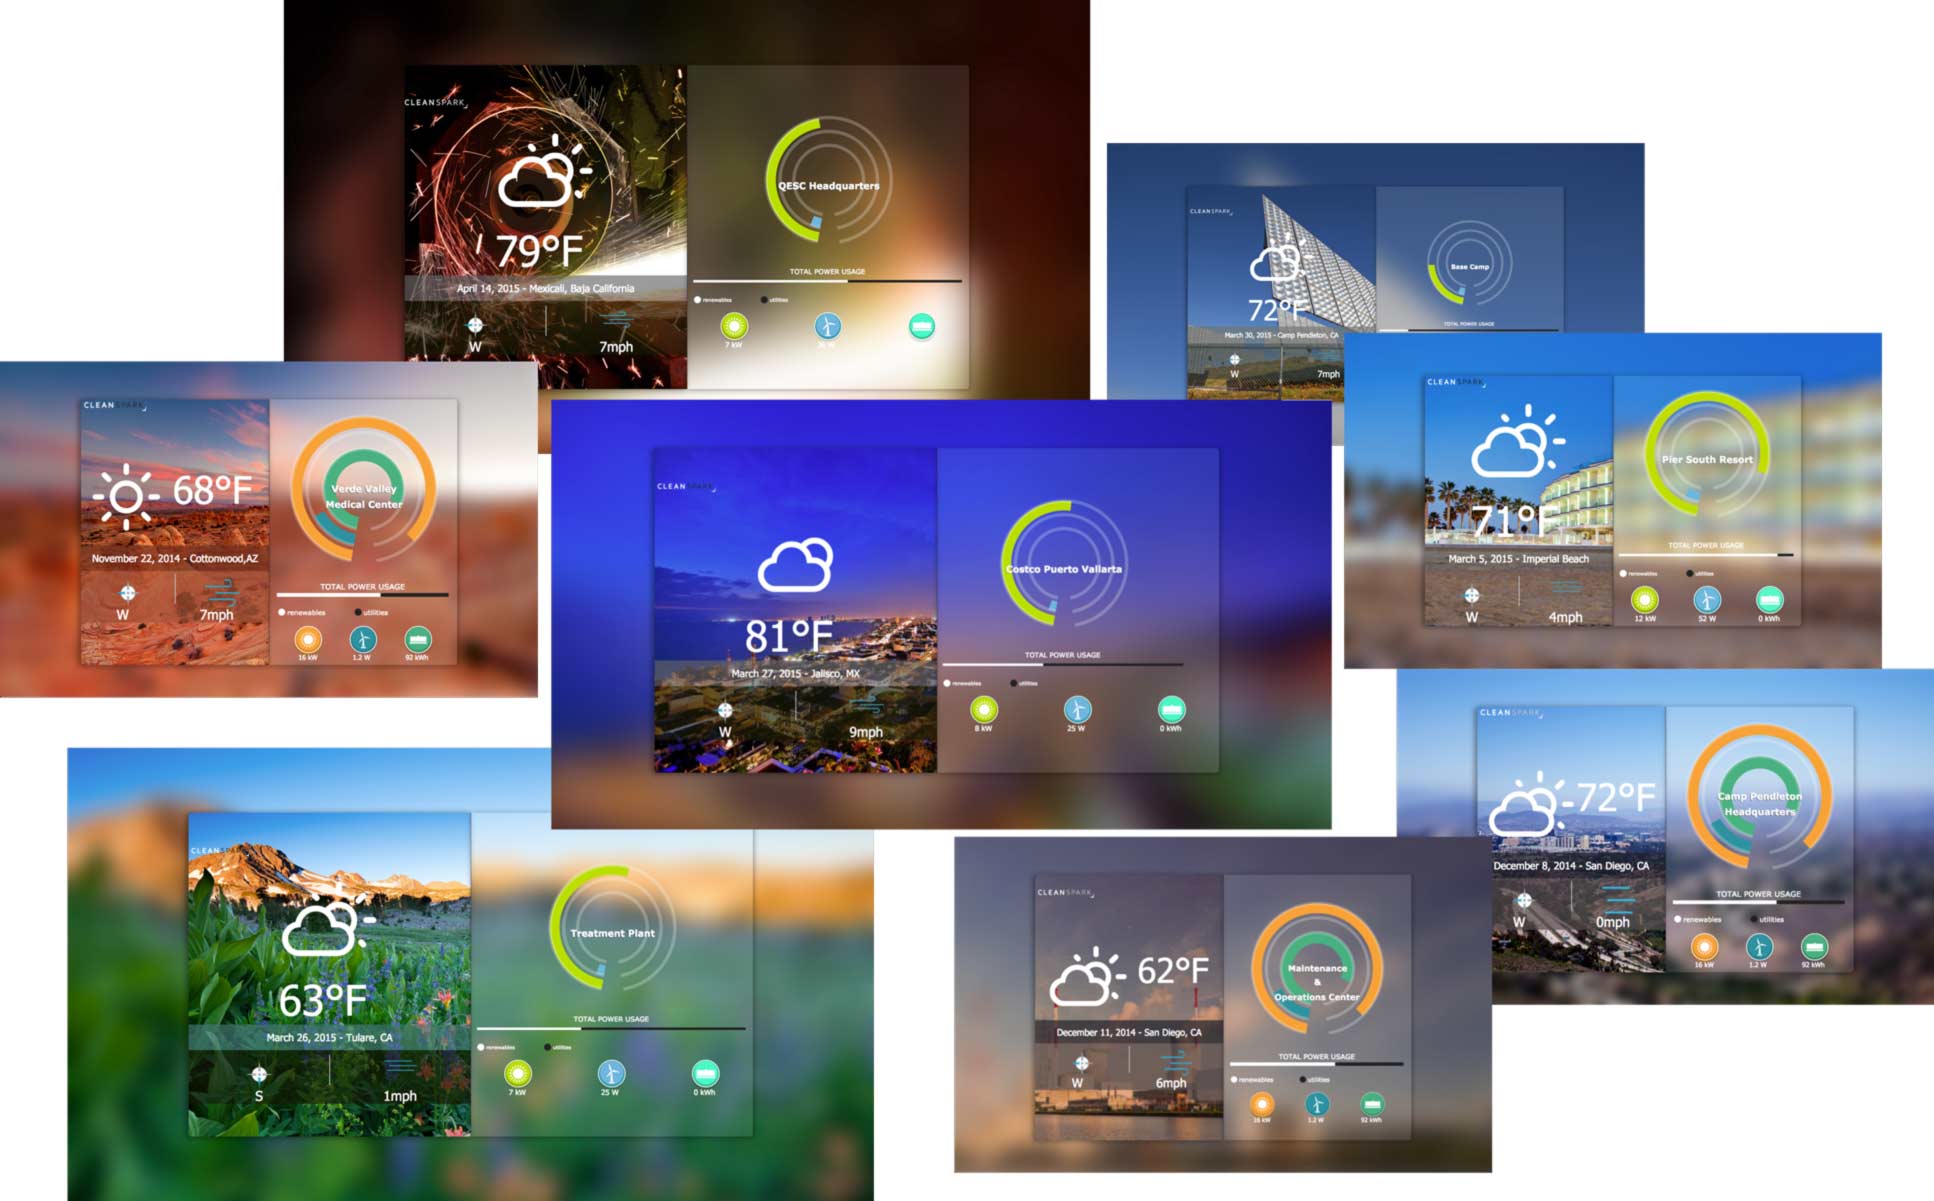 CLEANSPARK
79°F
April 14, 2015 - Mexicali, Baja California
W
7mph
QESC Headquarters
TOTAL POWER USAGE
renewables
utilities
7 kW
CLEANSPARK
72°F
March 30, 2015 - Camp Pendleton, CA
W
7mph
Base Camp
TOTAL POWER USAGE
CLEANSPARK
68°F
November 22, 2014 - Cottonwood,AZ
W
7mph
Verde Valley
Medical Center
TOTAL POWER USAGE
renewables
utilities
16 kW
1.2 W
92 kWh
CLEANSPARK
81°F
March 27, 2015 - Jalisco, MX
W
9mph
Costco Puerto Vallarta
TOTAL POWER USAGE
renewables
utilities
8 kW
25 W
0 kWh
CLEANSPARK
71°F
March 5, 2015 - Imperial Beach
W
4mph
Pier South Resort
TOTAL POWER USAGE
renewables
utilities
12 kW
52 W
0 kWh
CLEANSPARK
72°F
December 8, 2014 - San Diego, CA
W
0mph
Camp Pendleton
Headquarters
TOTAL POWER USAGE
renewables
utilities
16 kW
1.2 W
92 kWh
CLEANSPARK
63°F
March 26, 2015 - Tulare, CA
S
1mph
Treatment Plant
TOTAL POWER USAGE
renewables
utilities
7 kW
25 W
0 kWh
CLEANSPARK
62°F
December 11, 2014 - San Diego, CA
W
6mph
Maintenance
&
Operations Center
TOTAL POWER USAGE
renewables
utilities
16 kW
1.2 W
92 kWh